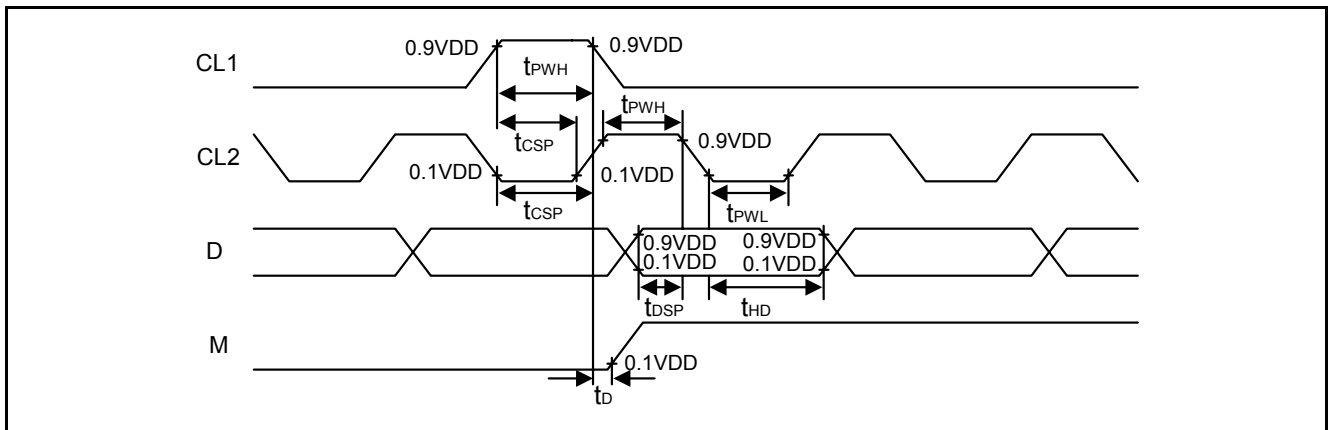 CL1
0.9VDD
0.9VDD
tPWH
tPWH
tCSP
CL2
0.9VDD
0.1VDD
0.1VDD
tCSP
tPWL
D
0.9VDD
0.9VDD
0.1VDD
0.1VDD
tDSP
tHD
M
0.1VDD
tD